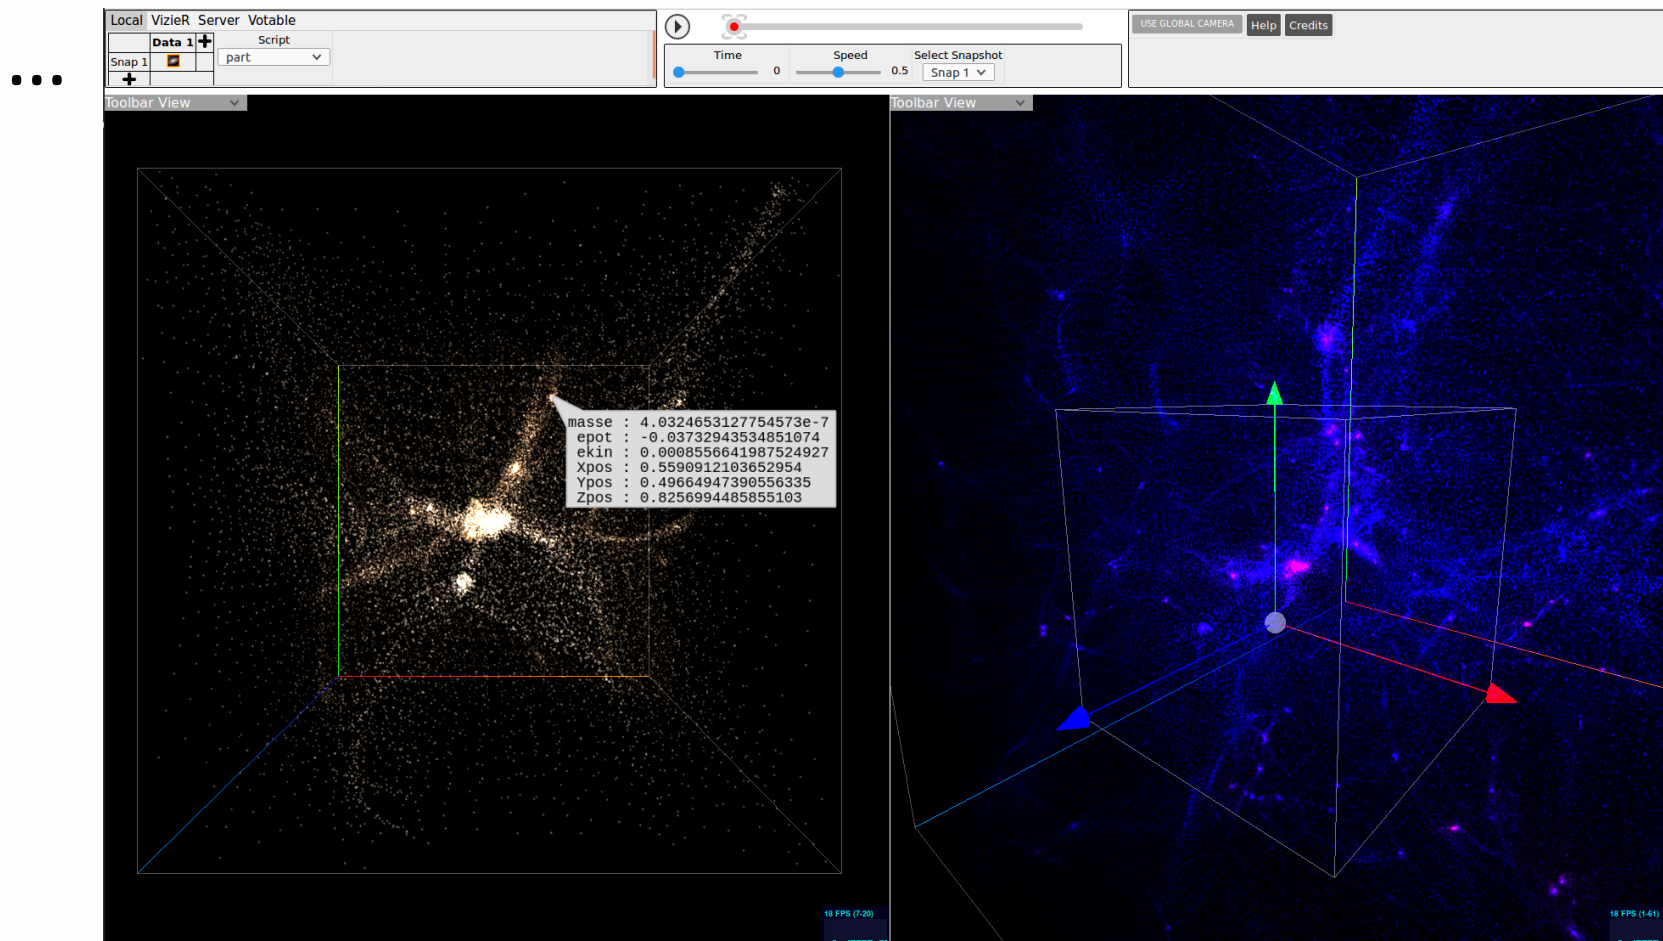 ...
Local VizieR Server Votable
Data 1
Snap 1
Script
part
Time
0
Speed
0.5
Select Snapshot
Snap 1
USE GLOBAL CAMERA
Help
Credits
Toolbar View
masse : 4.0324653127754573e-7
epot : -0.03732943534851074
ekin : 0.0008556641987524927
Xpos : 0.5590912103652954
Ypos : 0.49664947390556335
Zpos : 0.8256994485855103
18 FPS (7-20)
Toolbar View
18 FPS (1-61)